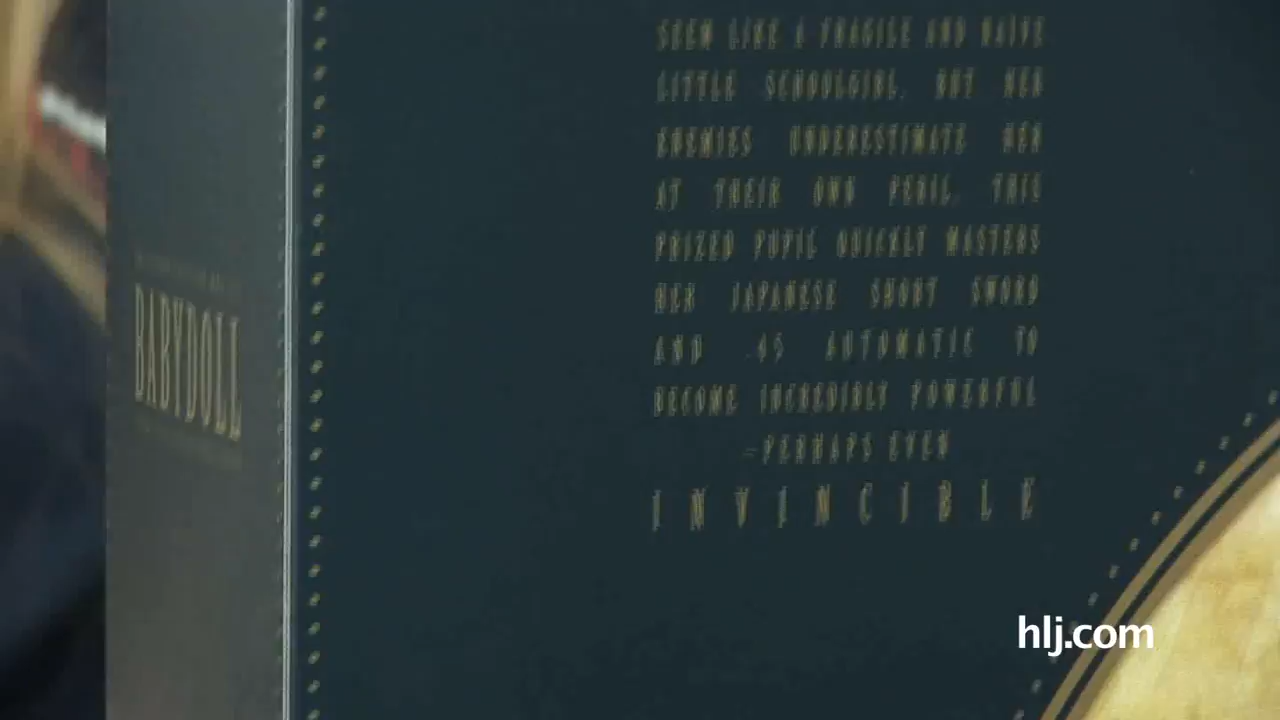 BABYDOLL
SEEM LIKE A FRAGILE AND NAÏVE
LITTLE SCHOOLGIRL, BUT HER
ENEMIES UNDERESTIMATE HER
AT THEIR OWN PERIL. THIS
PRIZED PUPIL QUICKLY MASTERS
HER JAPANESE SHORT SWORD
AND .45 AUTOMATIC TO
BECOME INCREDIBLY POWERFUL
–PERHAPS EVEN
INVINCIBLE
hlj.com